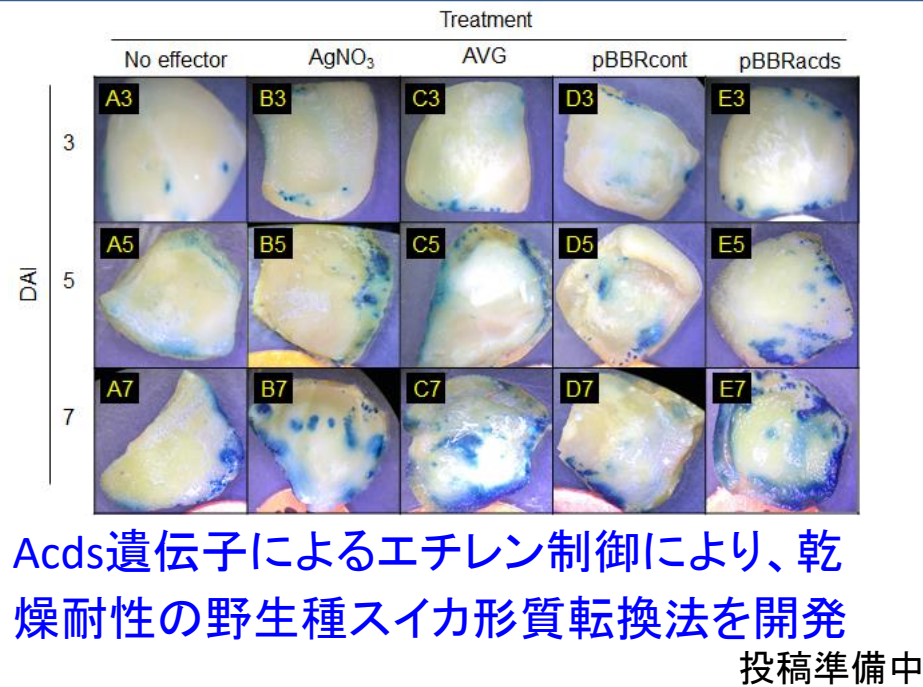 Treatment
No effector AgNO₃ AVG pBBRcont pBBRacds
DAI
3 A3 B3 C3 D3 E3
5 A5 B5 C5 D5 E5
7 A7 B7 C7 D7 E7
Acds遺伝子によるエチレン制御により、乾
燥耐性の野生種スイカ形質転換法を開発
投稿準備中